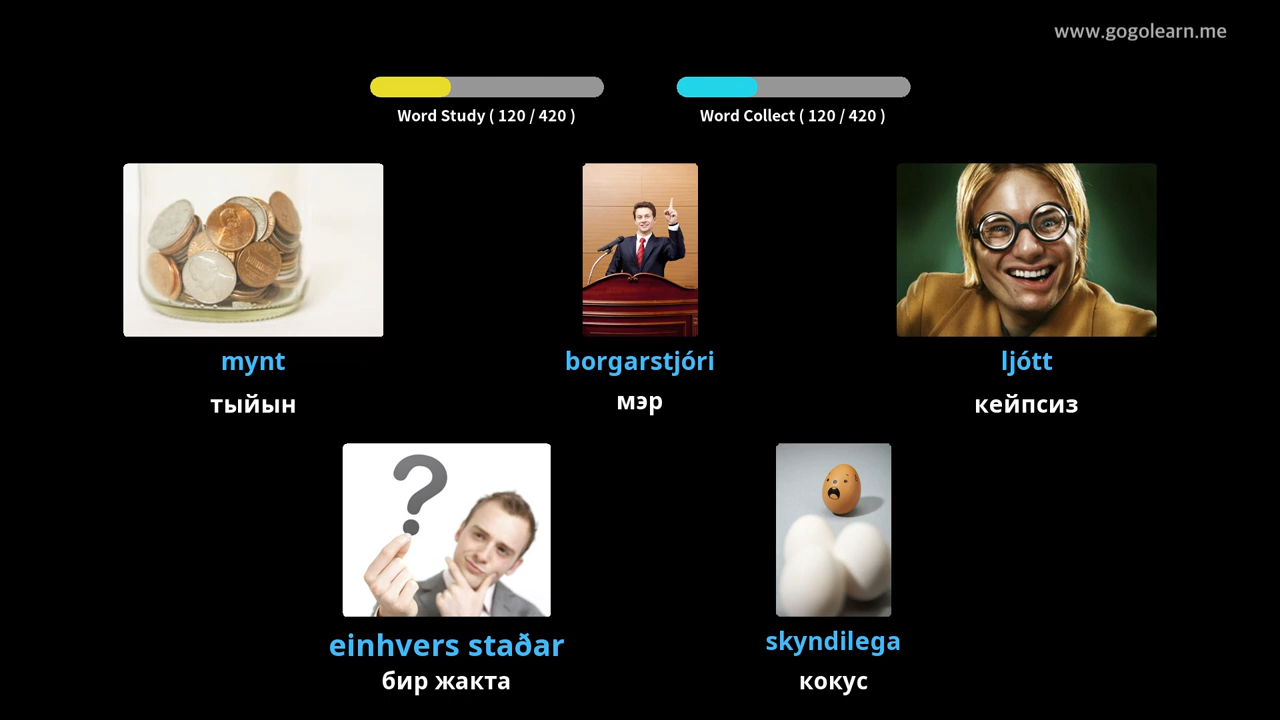 www.gogolearn.me
Word Study ( 120 / 420 )
Word Collect ( 120 / 420 )
mynt
borgarstjóri
ljótt
тыйын
мэр
кейпсиз
einhvers staðar
skyndilega
бир жакта
кокус